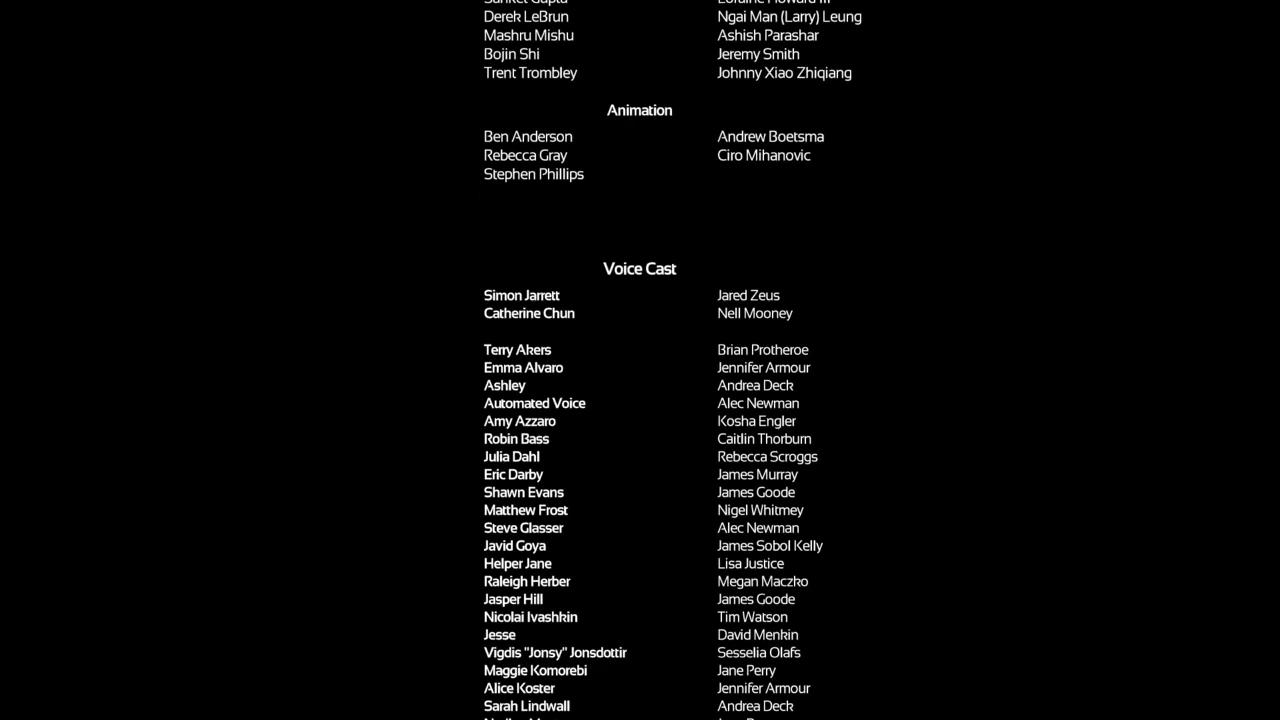 Derek LeBrun Ngai Man (Larry) Leung
Mashru Mishu Ashish Parashar
Bojin Shi Jeremy Smith
Trent Trombley Johnny Xiao Zhiqiang
Animation
Ben Anderson Andrew Boetsma
Rebecca Gray Ciro Mihanovic
Stephen Phillips
Voice Cast
Simon Jarrett Jared Zeus
Catherine Chun Nell Mooney
Terry Akers Brian Protheroe
Emma Alvaro Jennifer Armour
Ashley Andrea Deck
Automated Voice Alec Newman
Amy Azzaro Kosha Engler
Robin Bass Caitlin Thorburn
Julia Dahl Rebecca Scroggs
Eric Darby James Murray
Shawn Evans James Goode
Matthew Frost Nigel Whitmey
Steve Glasser Alec Newman
Javid Goya James Sobol Kelly
Helper Jane Lisa Justice
Raleigh Herber Megan Maczko
Jasper Hill James Goode
Nicolai Ivashkin Tim Watson
Jesse David Menkin
Vigdis "Jonsy" Jonsdottir Sesselia Olafs
Maggie Komorebi Jane Perry
Alice Koster Jennifer Armour
Sarah Lindwall Andrea Deck